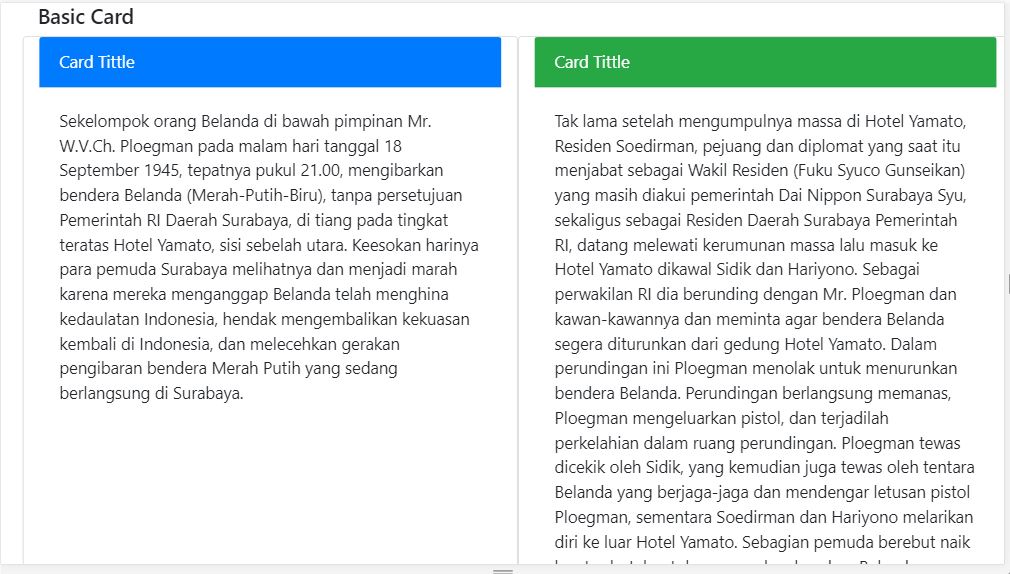 Basic Card
Card Tittle
Sekelompok orang Belanda di bawah pimpinan Mr.
W.V.Ch. Ploegman pada malam hari tanggal 18
September 1945, tepatnya pukul 21.00, mengibarkan
bendera Belanda (Merah-Putih-Biru), tanpa persetujuan
Pemerintah RI Daerah Surabaya, di tiang pada tingkat
teratas Hotel Yamato, sisi sebelah utara. Keesokan harinya
para pemuda Surabaya melihatnya dan menjadi marah
karena mereka menganggap Belanda telah menghina
kedaulatan Indonesia, hendak mengembalikan kekuasan
kembali di Indonesia, dan melecehkan gerakan
pengibaran bendera Merah Putih yang sedang
berlangsung di Surabaya.
Card Tittle
Tak lama setelah mengumpulnya massa di Hotel Yamato,
Residen Soedirman, pejuang dan diplomat yang saat itu
menjabat sebagai Wakil Residen (Fuku Syuco Gunseikan)
yang masih diakui pemerintah Dai Nippon Surabaya Syu,
sekaligus sebagai Residen Daerah Surabaya Pemerintah
RI, datang melewati kerumunan massa lalu masuk ke
Hotel Yamato dikawal Sidik dan Hariyono. Sebagai
perwakilan RI dia berunding dengan Mr. Ploegman dan
kawan-kawannya dan meminta agar bendera Belanda
segera diturunkan dari gedung Hotel Yamato. Dalam
perundingan ini Ploegman menolak untuk menurunkan
bendera Belanda. Perundingan berlangsung memanas,
Ploegman mengeluarkan pistol, dan terjadilah
perkelahian dalam ruang perundingan. Ploegman tewas
dicekik oleh Sidik, yang kemudian juga tewas oleh tentara
Belanda yang berjaga-jaga dan mendengar letusan pistol
Ploegman, sementara Soedirman dan Hariyono melarikan
diri ke luar Hotel Yamato. Sebagian pemuda berebut naik